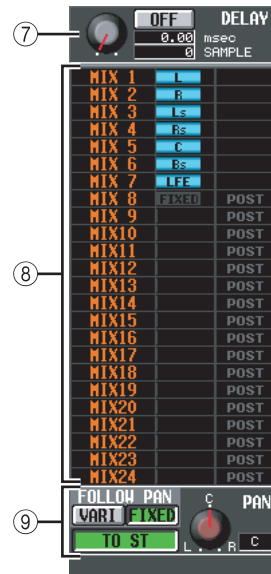 7
OFF DELAY
0.00 msec
0 SAMPLE
8
MIX 1 L
MIX 2 R
MIX 3 Ls
MIX 4 Rs
MIX 5 C
MIX 6 Bs
MIX 7 LFE
MIX 8 FIXED POST
MIX 9 POST
MIX10 POST
MIX11 POST
MIX12 POST
MIX13 POST
MIX14 POST
MIX15 POST
MIX16 POST
MIX17 POST
MIX18 POST
MIX19 POST
MIX20 POST
MIX21 POST
MIX22 POST
MIX23 POST
MIX24 POST
9
FOLLOW PAN C PAN
VARI FIXED
TO ST L R C